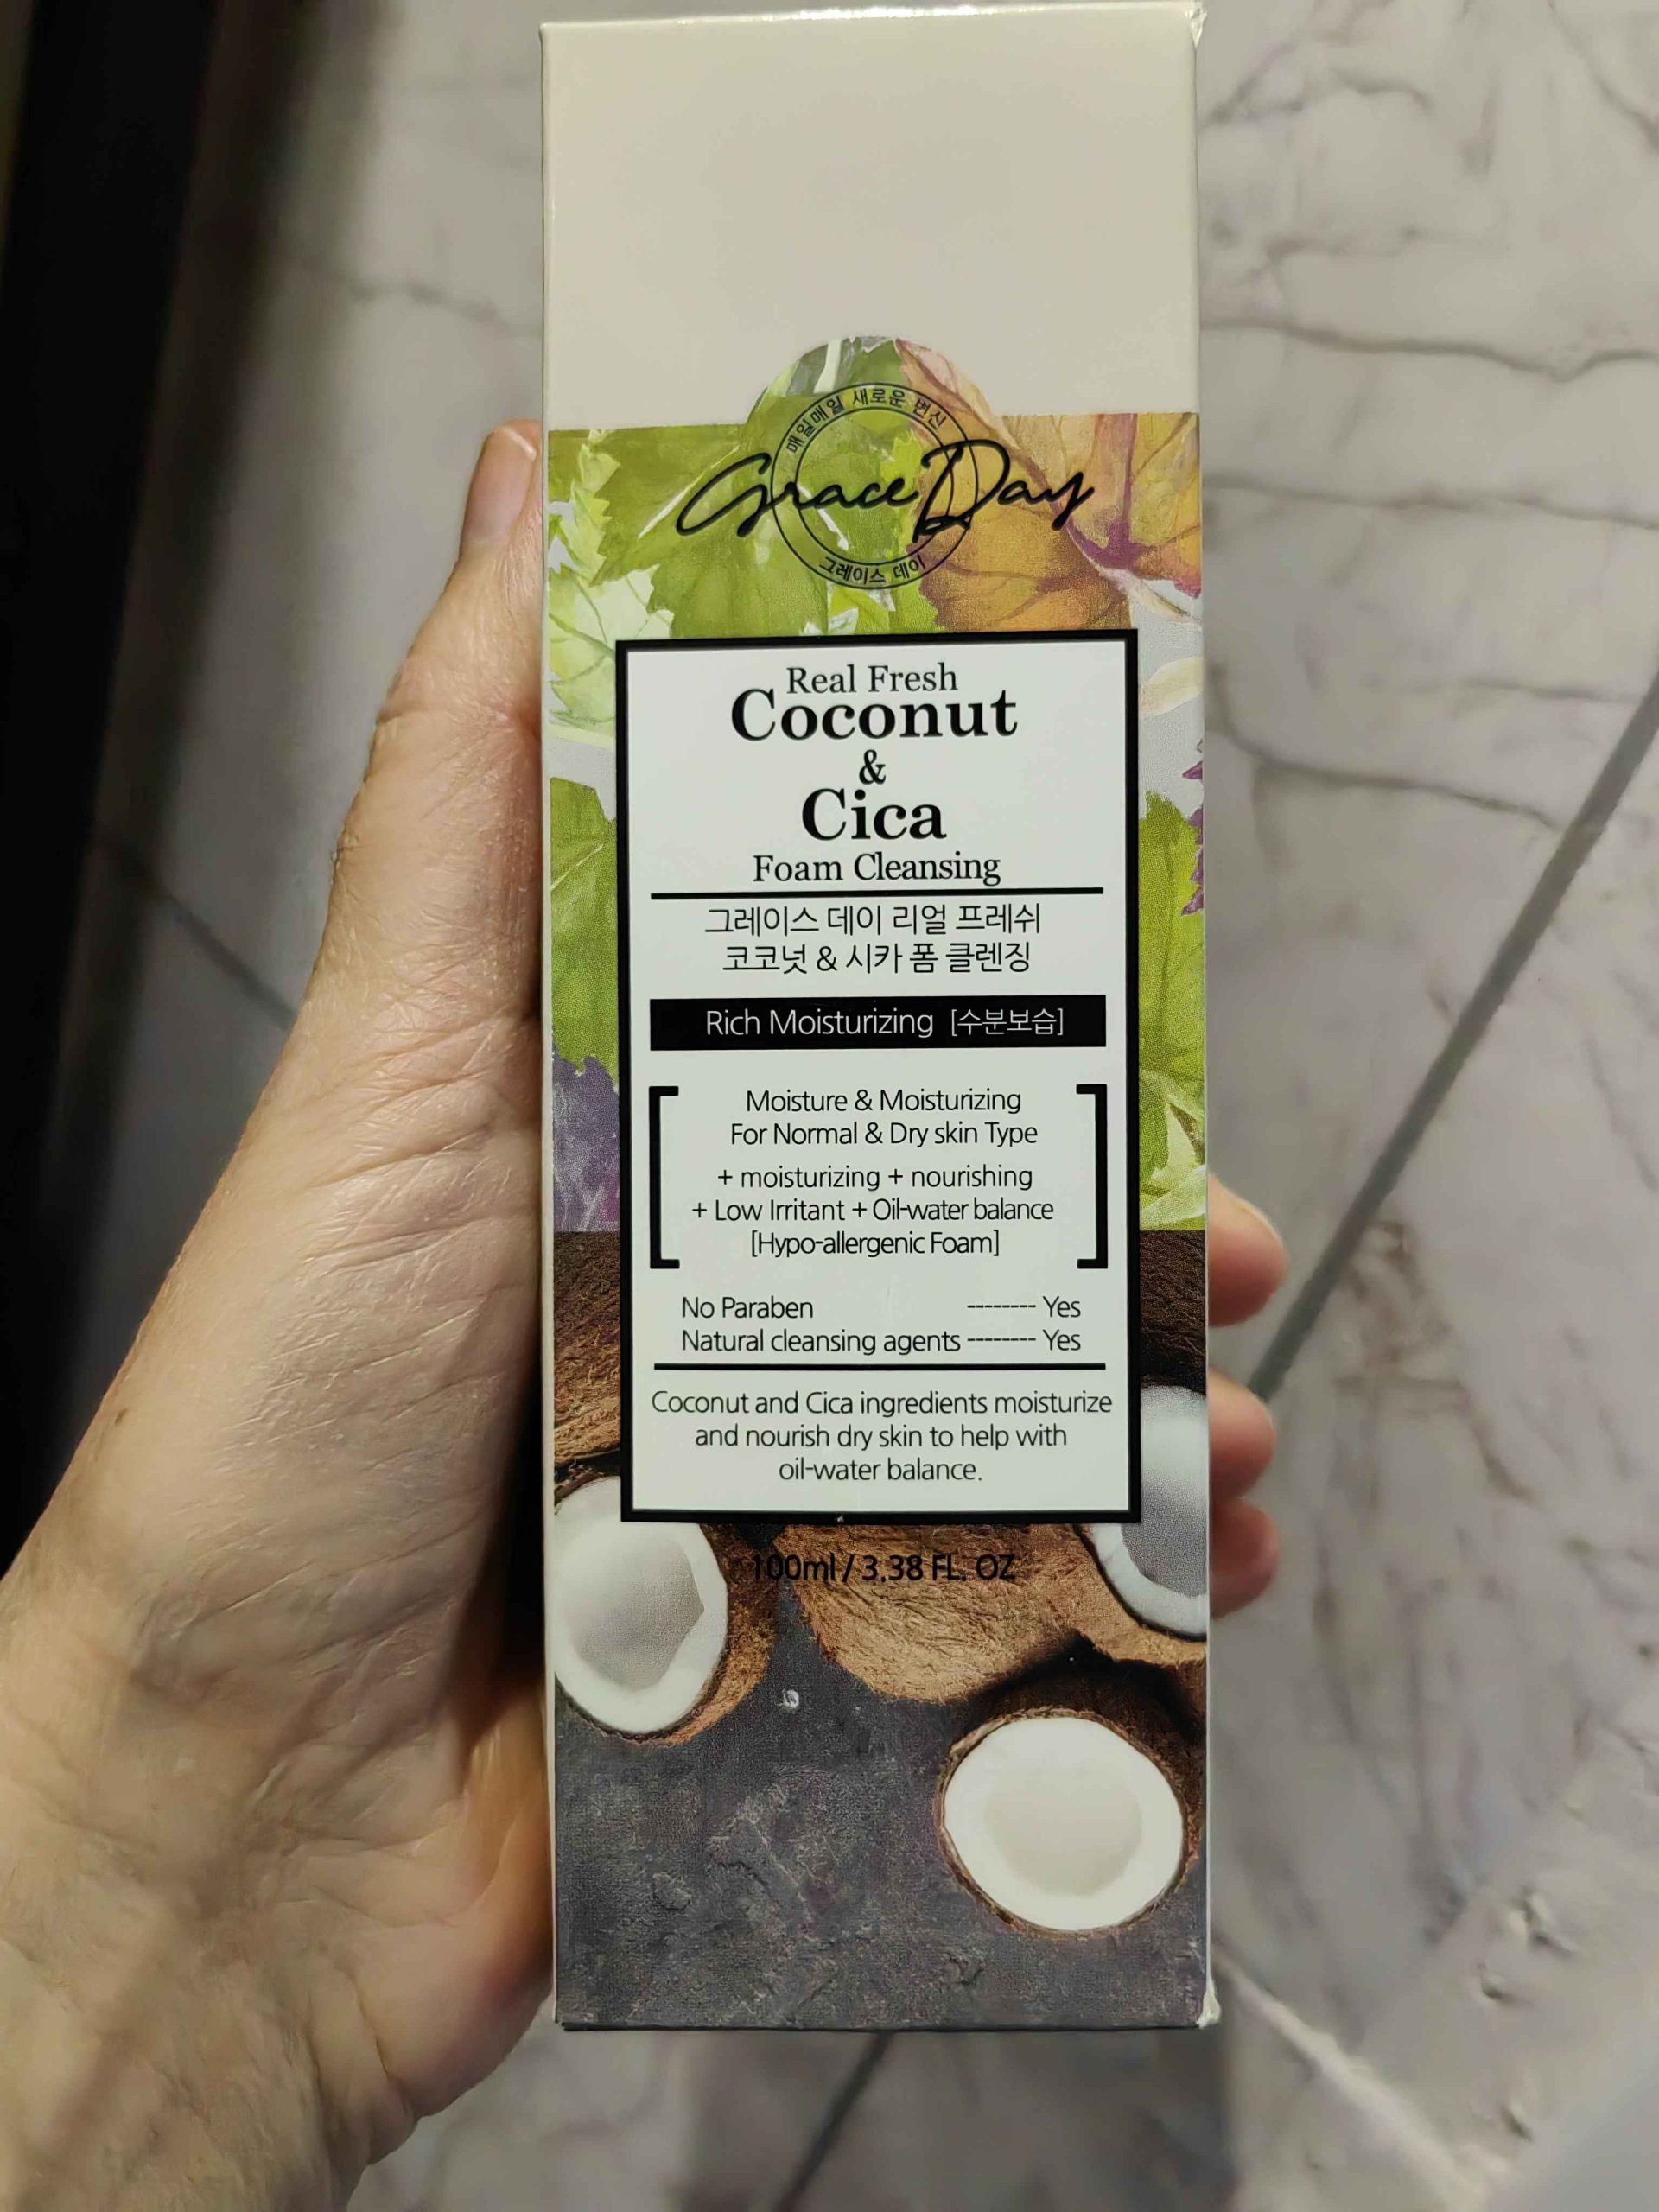 매일매일 새로운 변신
Grace Day
그레이스 데이
Real Fresh
Coconut
&
Cica
Foam Cleansing
그레이스 데이 리얼 프레쉬
코코넛 & 시카 폼 클렌징
Rich Moisturizing [수분보습]
Moisture & Moisturizing
For Normal & Dry skin Type
+ moisturizing + nourishing
+ Low Irritant + Oil-water balance
[Hypo-allergenic Foam]
No Paraben -------- Yes
Natural cleansing agents -------- Yes
Coconut and Cica ingredients moisturize
and nourish dry skin to help with
oil-water balance.
100ml / 3.38 FL. OZ